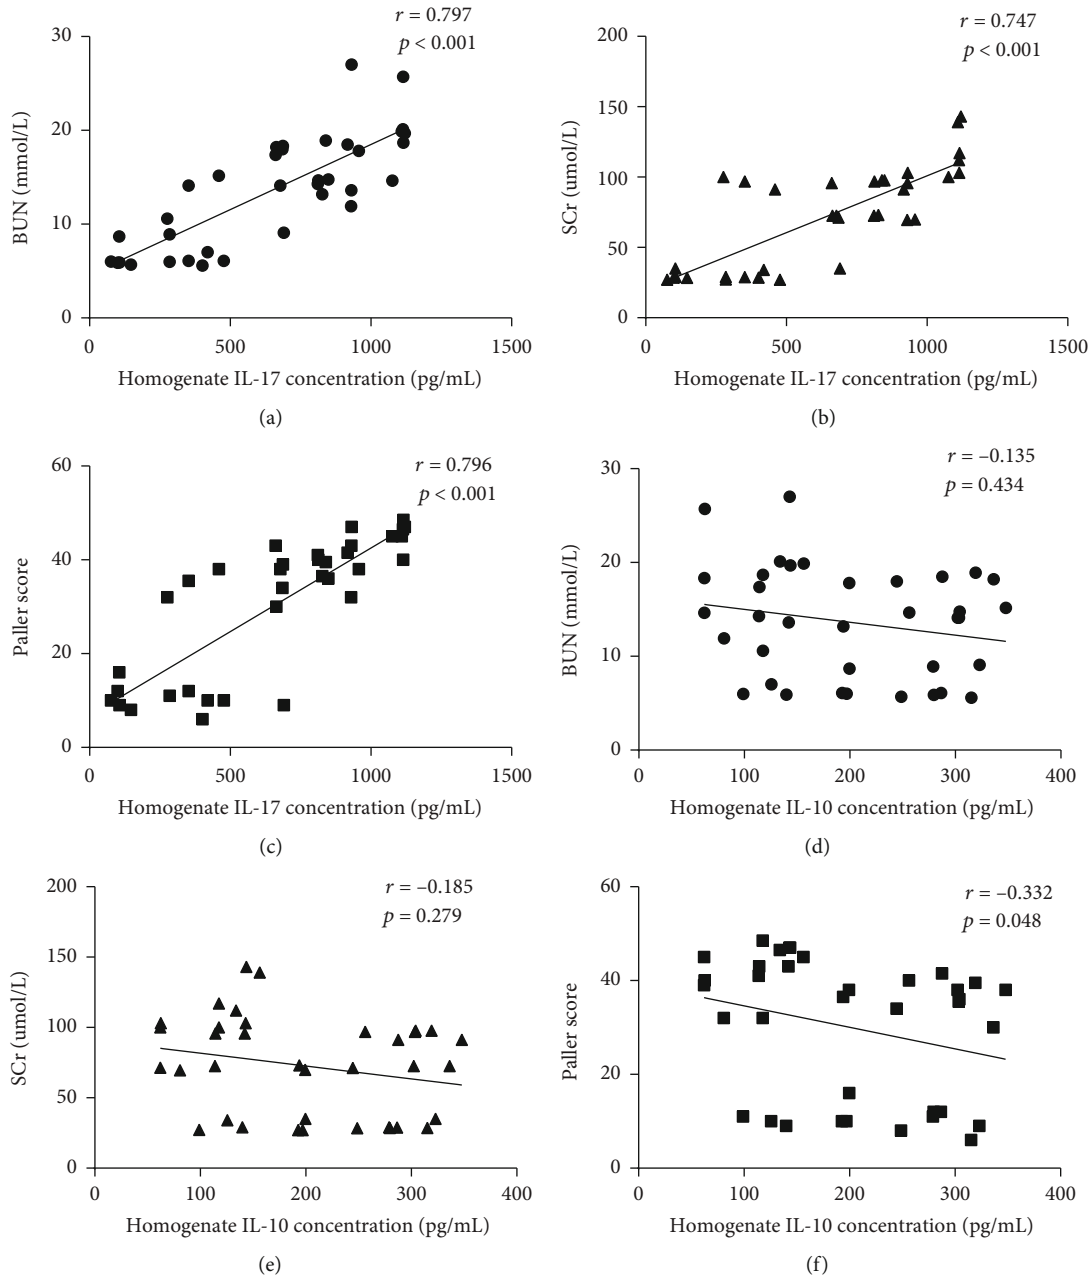 r = 0.797
p < 0.001
30
20
10
0
BUN (mmol/L)
0 500 1000 1500
Homogenate IL-17 concentration (pg/mL)
(a)
r = 0.747
p < 0.001
200
150
100
50
0
SCr (umol/L)
0 500 1000 1500
Homogenate IL-17 concentration (pg/mL)
(b)
r = 0.796
p < 0.001
60
40
20
0
Paller score
0 500 1000 1500
Homogenate IL-17 concentration (pg/mL)
(c)
r = –0.135
p = 0.434
30
20
10
0
BUN (mmol/L)
0 100 200 300 400
Homogenate IL-10 concentration (pg/mL)
(d)
r = –0.185
p = 0.279
200
150
100
50
0
SCr (umol/L)
0 100 200 300 400
Homogenate IL-10 concentration (pg/mL)
(e)
r = –0.332
p = 0.048
60
40
20
0
Paller score
0 100 200 300 400
Homogenate IL-10 concentration (pg/mL)
(f)